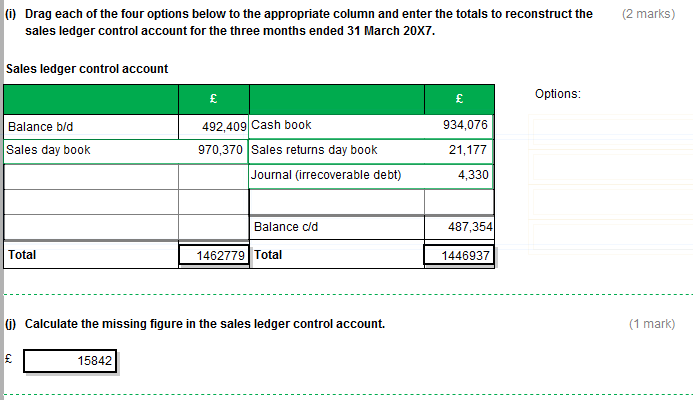 (i) Drag each of the four options below to the appropriate column and enter the totals to reconstruct the (2 marks)
sales ledger control account for the three months ended 31 March 20X7.
Sales ledger control account
£ £ Options:
Balance b/d 492,409 Cash book 934,076
Sales day book 970,370 Sales returns day book 21,177
Journal (irrecoverable debt) 4,330
Balance c/d 487,354
Total 1462779 Total 1446937
(j) Calculate the missing figure in the sales ledger control account. (1 mark)
£ 15842